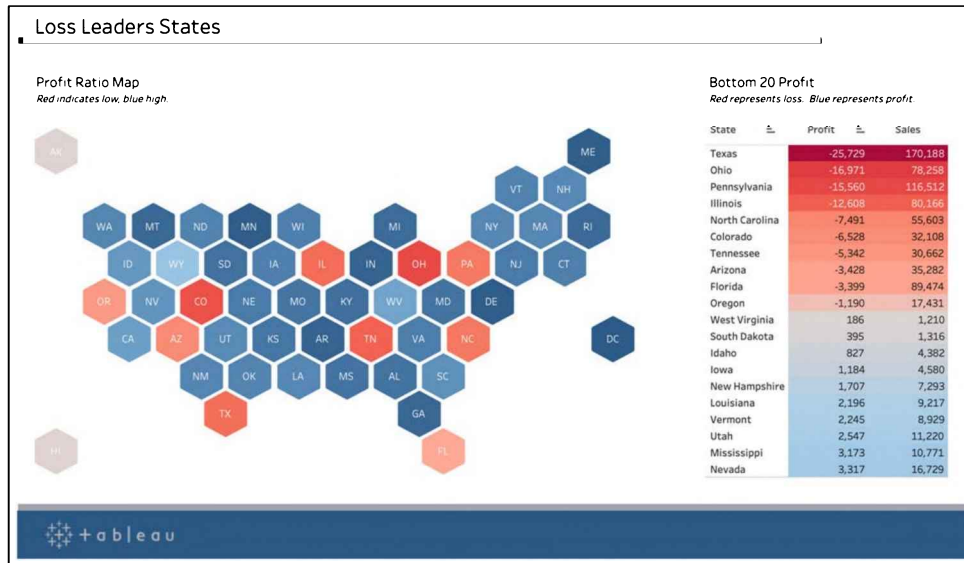 Loss Leaders States
Profit Ratio Map
Red indicates low, blue high.
AK
ME
VT NH
WA MT ND MN WI MI NY MA RI
ID WY SD IA IL IN OH PA NJ CT
OR NV CO NE MO KY WV MD DE
CA AZ UT KS AR TN VA NC DC
NM OK LA MS AL SC
TX GA
HI FL
Bottom 20 Profit
Red represents loss. Blue represents profit.
State Profit Sales
Texas -25,729 170,188
Ohio -16,971 78,258
Pennsylvania -15,560 116,512
Illinois -12,608 80,166
North Carolina -7,491 55,603
Colorado -6,528 32,108
Tennessee -5,342 30,662
Arizona -3,428 35,282
Florida -3,399 89,474
Oregon -1,190 17,431
West Virginia 186 1,210
South Dakota 395 1,316
Idaho 827 4,382
Iowa 1,184 4,580
New Hampshire 1,707 7,293
Louisiana 2,196 9,217
Vermont 2,245 8,929
Utah 2,547 11,220
Mississippi 3,173 10,771
Nevada 3,317 16,729
+ableau